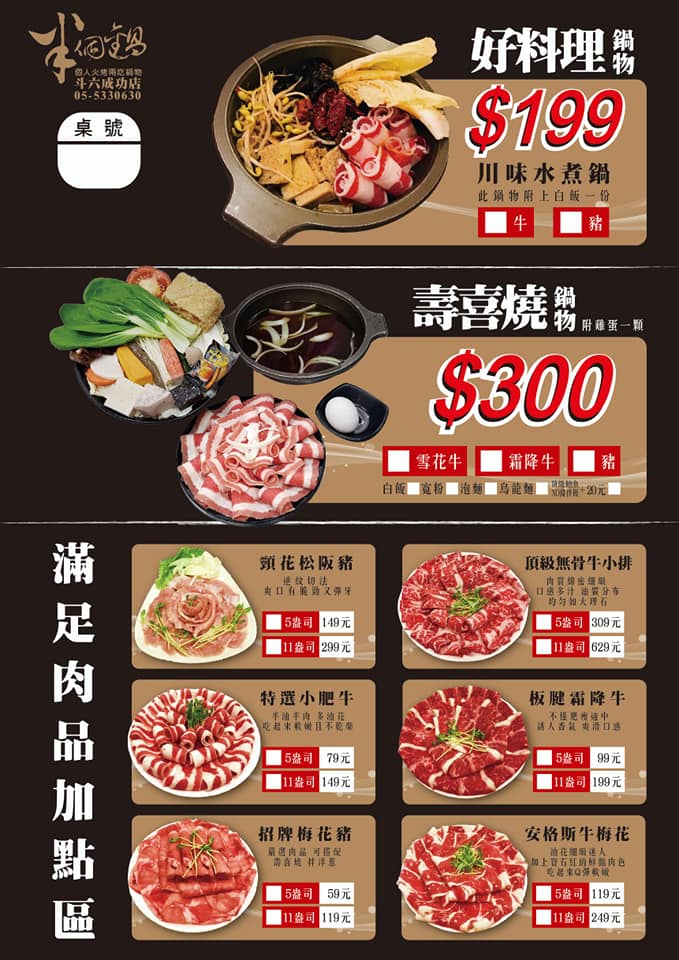 半個鍋
個人火烤兩吃鍋物
斗六成功店
05-5330630
桌號
好料理鍋物
$199
川味水煮鍋
此鍋物附上白飯一份
牛 豬
壽喜燒鍋物 附雞蛋一顆
$300
雪花牛 霜降牛 豬
白飯 寬粉 泡麵 烏龍麵 +20元
滿足肉品加點區
頸花松阪豬
逆紋切法
爽口有脆勁又彈牙
5盎司 149元
11盎司 299元
頂級無骨牛小排
肉質綿密細緻
口感多汁 油質分布
均勻如大理石
5盎司 309元
11盎司 629元
特選小肥牛
半油半肉 多油花
吃起來軟嫩且不乾柴
5盎司 79元
11盎司 149元
板腱霜降牛
不僅肥瘦適中
誘人香氣 爽滑口感
5盎司 99元
11盎司 199元
招牌梅花豬
嚴選肉品 可搭配
壽喜燒 拌洋蔥
5盎司 59元
11盎司 119元
安格斯牛梅花
油花細緻迷人
加上寶石紅的鮮豔肉色
吃起來Q彈軟嫩
5盎司 119元
11盎司 249元